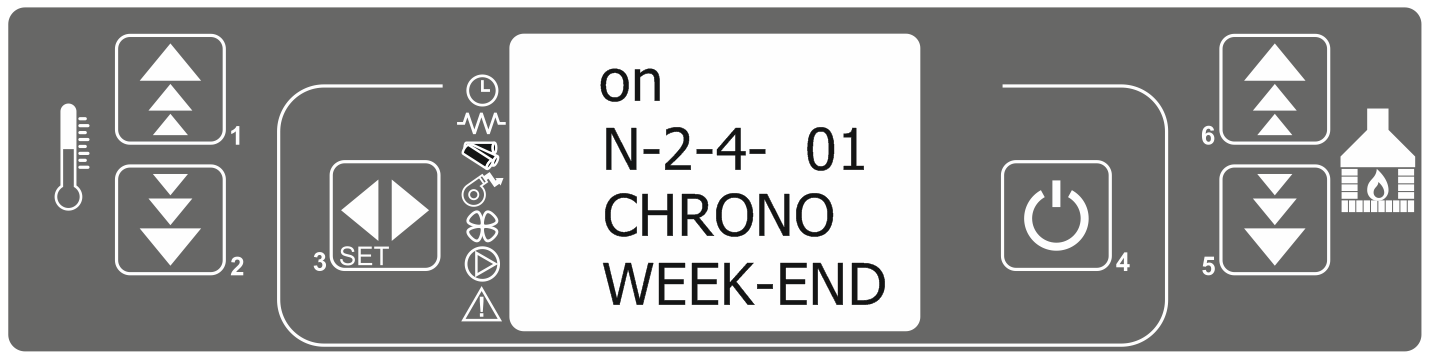 1
2
3
SET
on
N-2-4- 01
CHRONO
WEEK-END
4
6
5